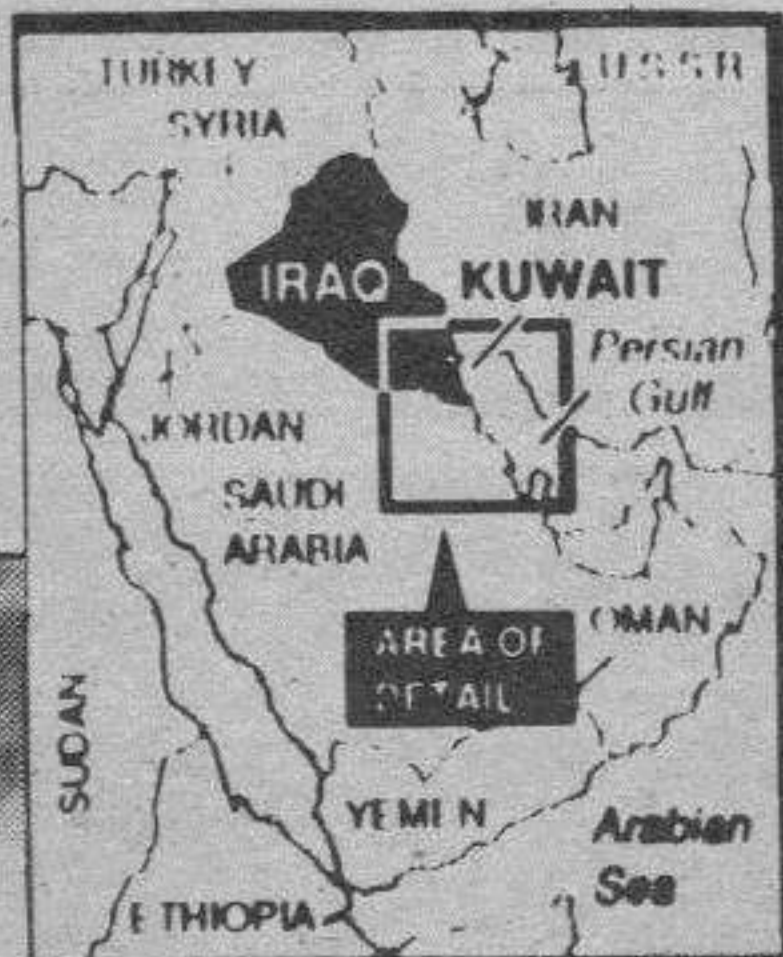 TURKEY
U.S.S.R.
SYRIA
IRAN
IRAQ
KUWAIT
Persian
Gulf
JORDAN
SAUDI
ARABIA
AREA OF
DETAIL
OMAN
SUDAN
YEMEN
Arabian
Sea
ETHIOPIA